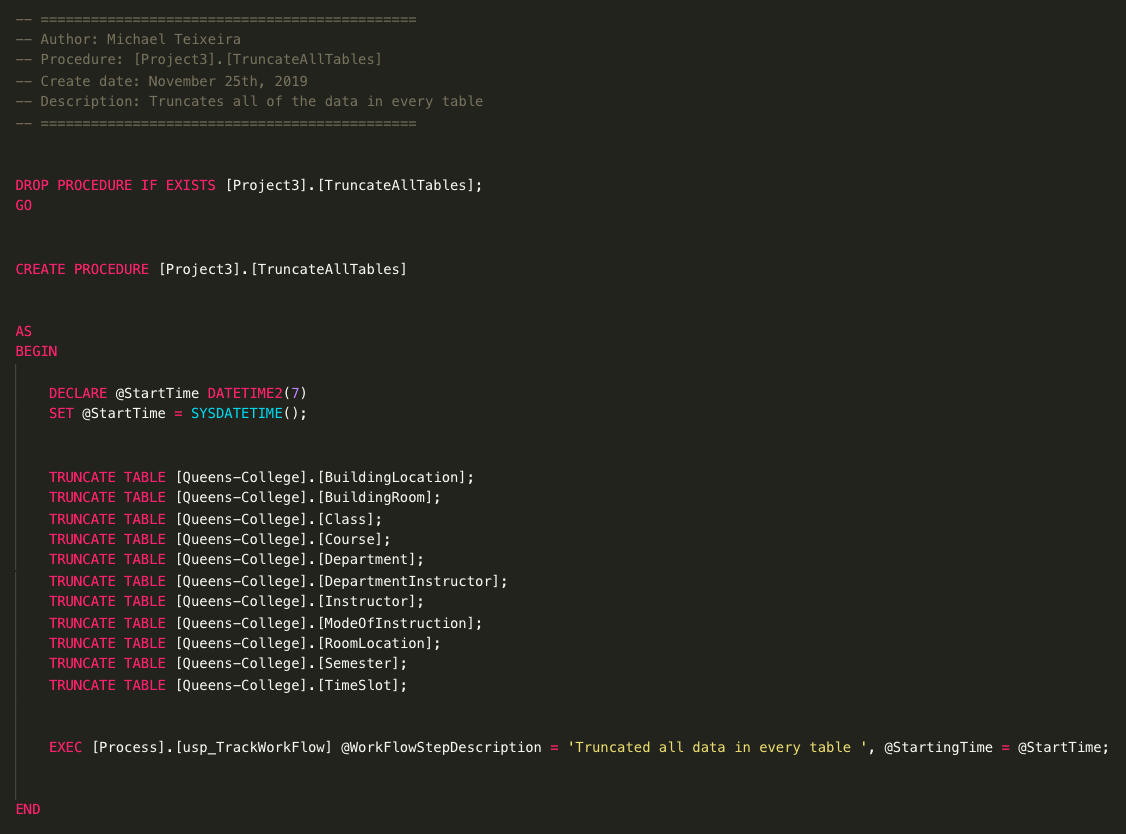 -- =============================================
-- Author: Michael Teixeira
-- Procedure: [Project3].[TruncateAllTables]
-- Create date: November 25th, 2019
-- Description: Truncates all of the data in every table
-- =============================================
DROP PROCEDURE IF EXISTS [Project3].[TruncateAllTables];
GO
CREATE PROCEDURE [Project3].[TruncateAllTables]
AS
BEGIN
    DECLARE @StartTime DATETIME2(7)
    SET @StartTime = SYSDATETIME();
    TRUNCATE TABLE [Queens-College].[BuildingLocation];
    TRUNCATE TABLE [Queens-College].[BuildingRoom];
    TRUNCATE TABLE [Queens-College].[Class];
    TRUNCATE TABLE [Queens-College].[Course];
    TRUNCATE TABLE [Queens-College].[Department];
    TRUNCATE TABLE [Queens-College].[DepartmentInstructor];
    TRUNCATE TABLE [Queens-College].[Instructor];
    TRUNCATE TABLE [Queens-College].[ModeOfInstruction];
    TRUNCATE TABLE [Queens-College].[RoomLocation];
    TRUNCATE TABLE [Queens-College].[Semester];
    TRUNCATE TABLE [Queens-College].[TimeSlot];
    EXEC [Process].[usp_TrackWorkFlow] @WorkFlowStepDescription = 'Truncated all data in every table ', @StartingTime = @StartTime;
END